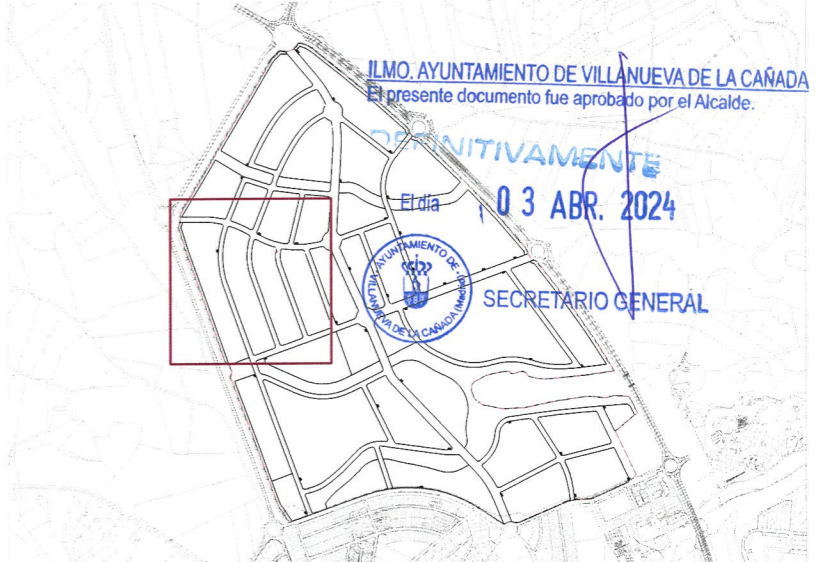 ILMO. AYUNTAMIENTO DE VILLANUEVA DE LA CAÑADA
El presente documento fue aprobado por el Alcalde.
DEFINITIVAMENTE
El día
03 ABR. 2024
AYUNTAMIENTO DE
VILLANUEVA DE LA CAÑADA (Madrid)
SECRETARIO GENERAL